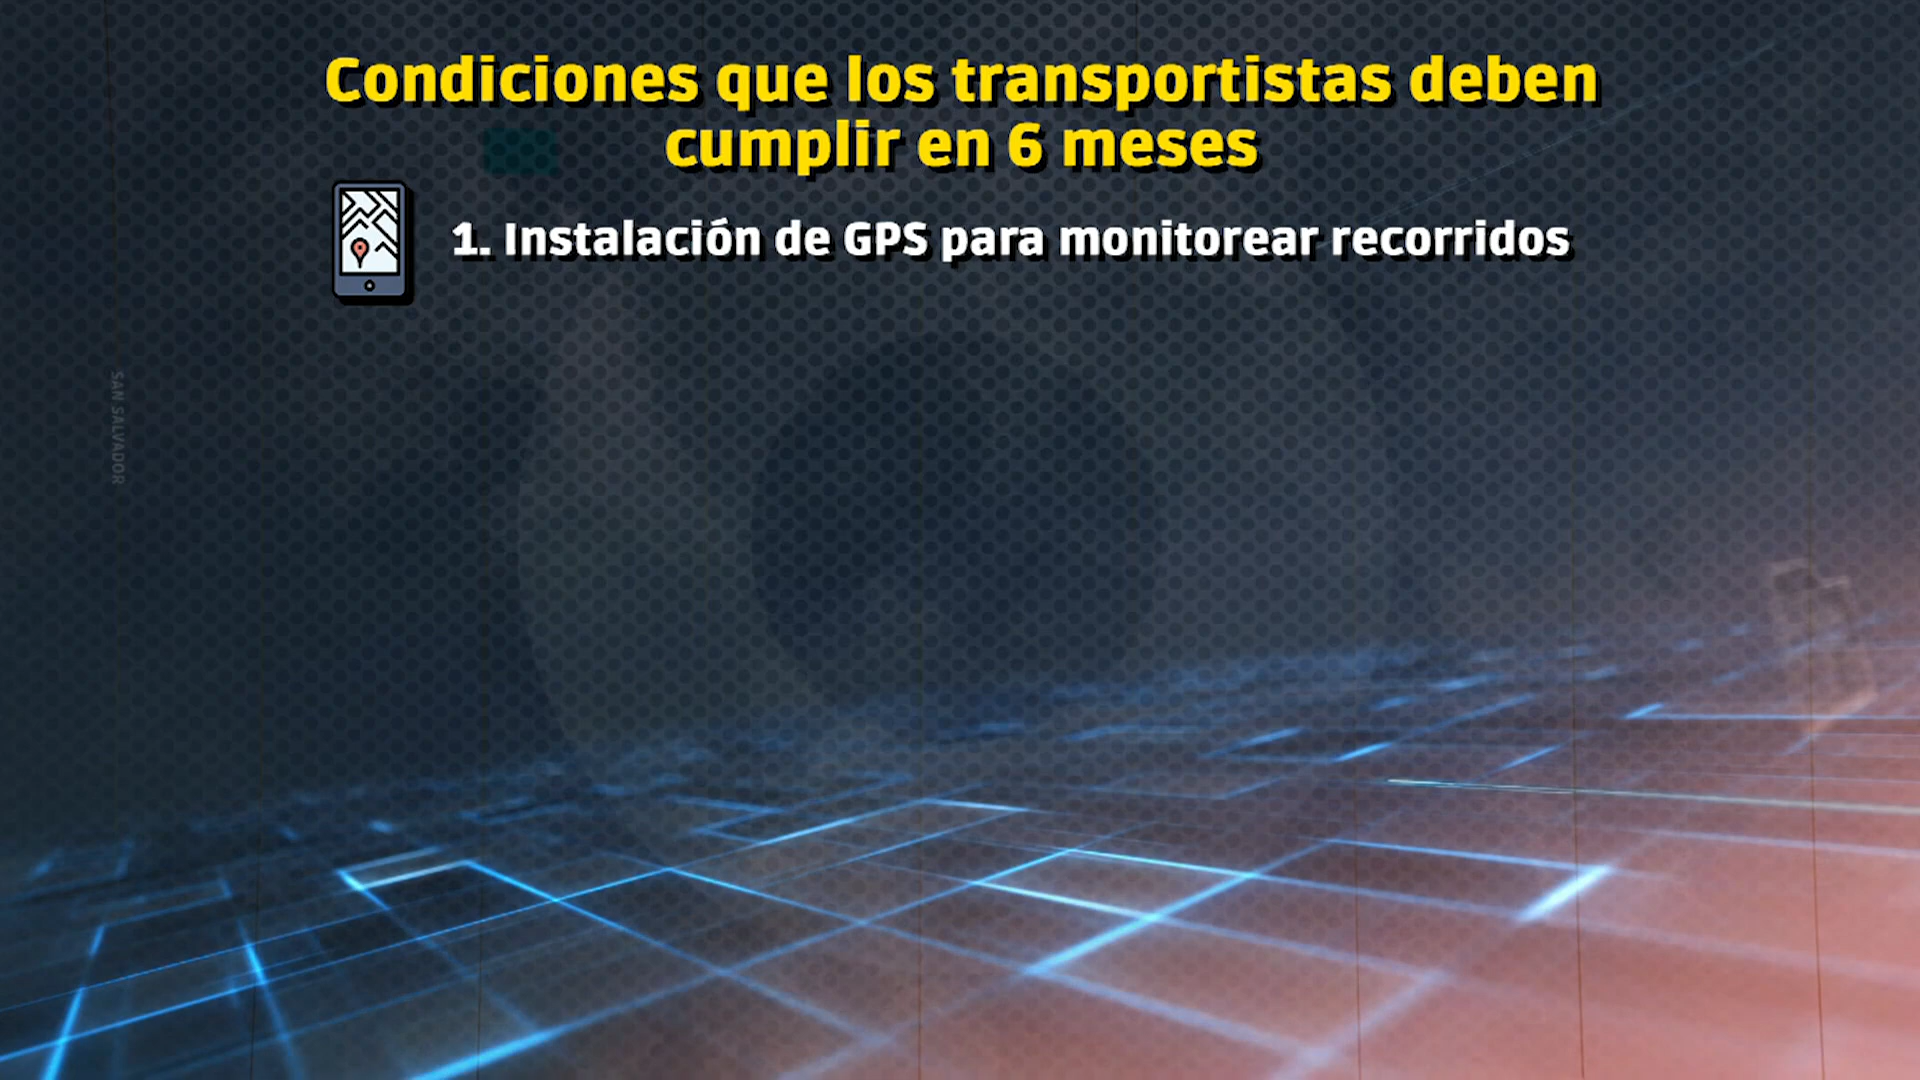 Condiciones que los transportistas deben
cumplir en 6 meses
1. Instalación de GPS para monitorear recorridos
SAN SALVADOR